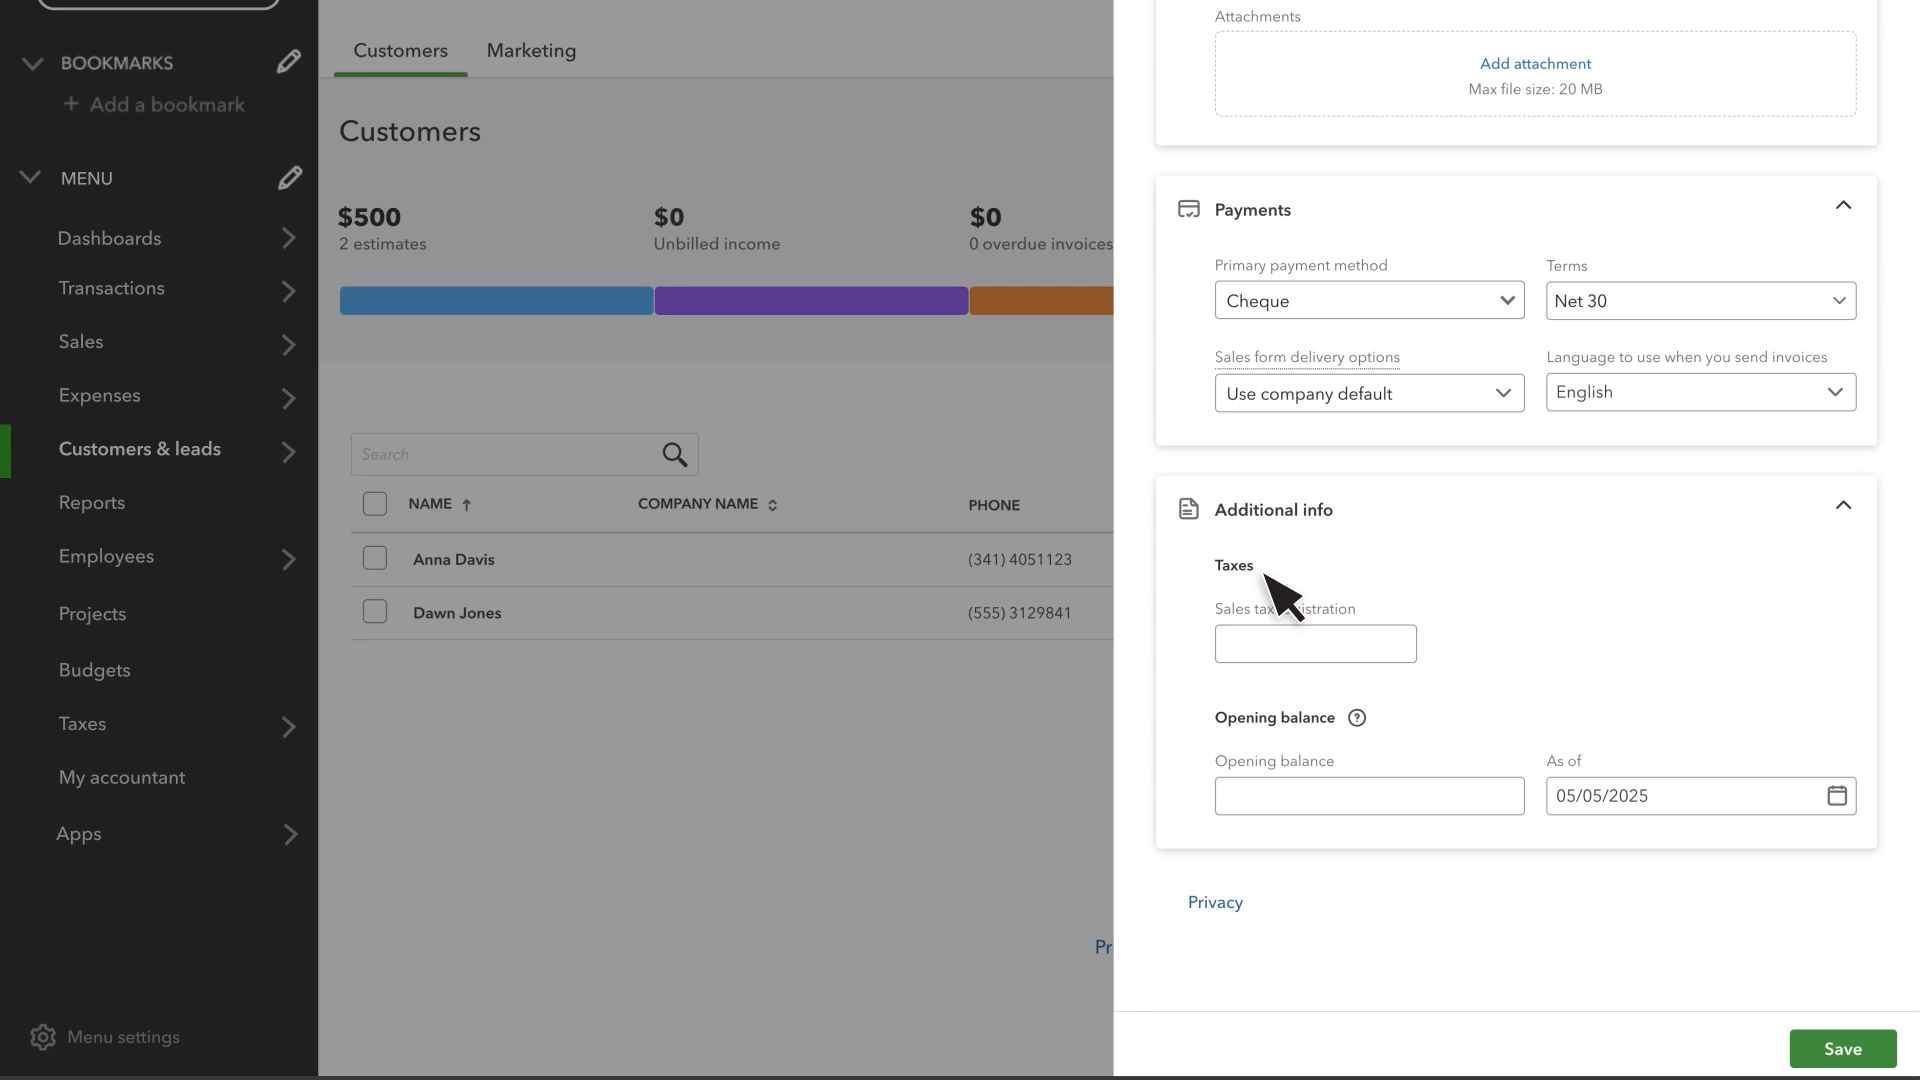 BOOKMARKS
+ Add a bookmark
MENU
Dashboards
Transactions
Sales
Expenses
Customers & leads
Reports
Employees
Projects
Budgets
Taxes
My accountant
Apps
Menu settings
Customers Marketing
Customers
$500 $0 $0
2 estimates Unbilled income 0 overdue invoices
Search
NAME COMPANY NAME PHONE
Anna Davis (341) 4051123
Dawn Jones (555) 3129841
Pr
Attachments
Add attachment
Max file size: 20 MB
Payments
Primary payment method Terms
Cheque Net 30
Sales form delivery options Language to use when you send invoices
Use company default English
Additional info
Taxes
Sales tax istration
Opening balance
Opening balance As of
05/05/2025
Privacy
Save